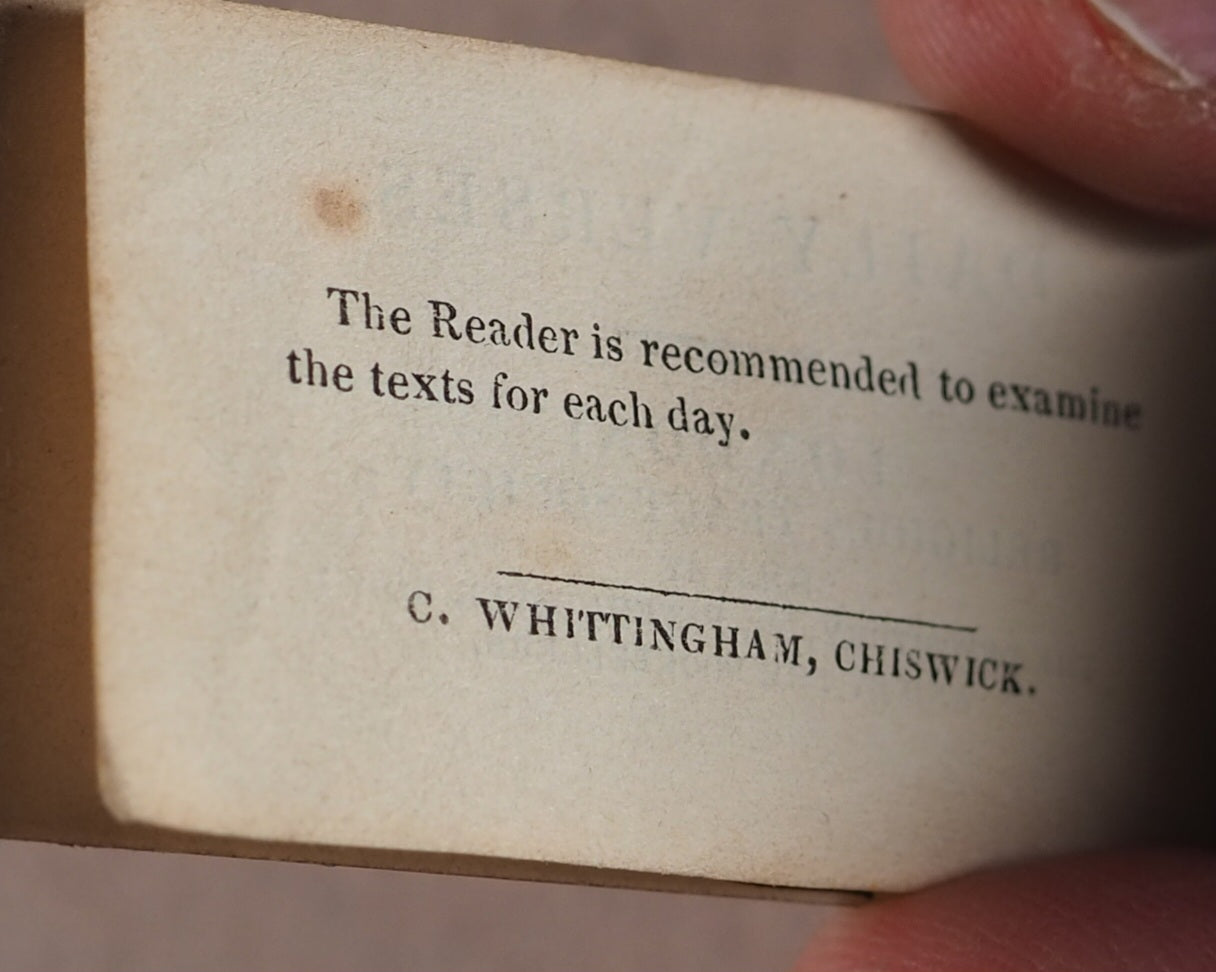 The Reader is recommended to examine
the texts for each day.
C. WHITTINGHAM, CHISWICK.